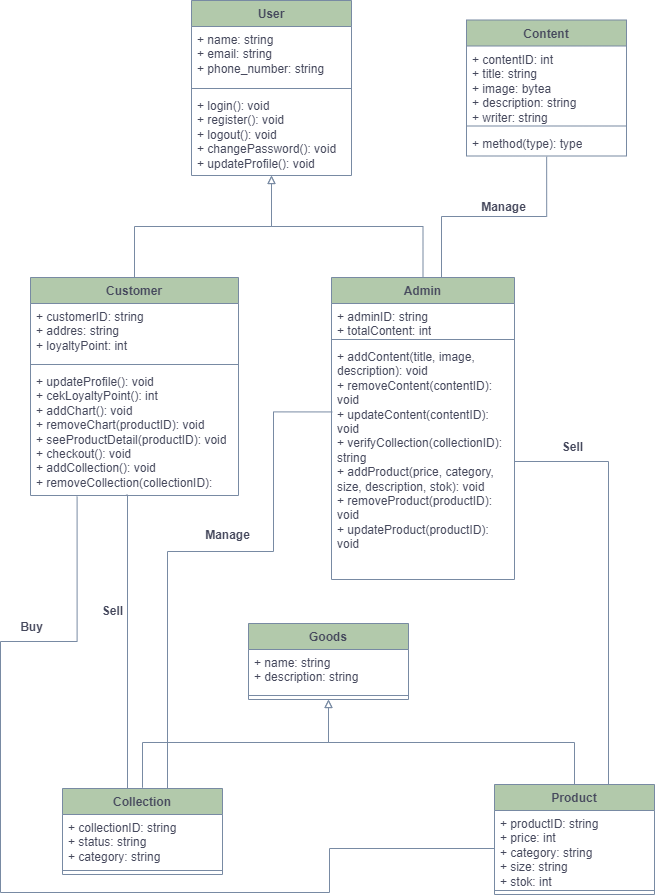 User
+ name: string
+ email: string
+ phone_number: string
+ login(): void
+ register(): void
+ logout(): void
+ changePassword(): void
+ updateProfile(): void
Content
+ contentID: int
+ title: string
+ image: bytea
+ description: string
+ writer: string
+ method(type): type
Manage
Customer
+ customerID: string
+ addres: string
+ loyaltyPoint: int
+ updateProfile(): void
+ cekLoyaltyPoint(): int
+ addChart(): void
+ removeChart(productID): void
+ seeProductDetail(productID): void
+ checkout(): void
+ addCollection(): void
+ removeCollection(collectionID):
Admin
+ adminID: string
+ totalContent: int
+ addContent(title, image,
description): void
+ removeContent(contentID):
void
+ updateContent(contentID):
void
+ verifyCollection(collectionID):
string
+ addProduct(price, category,
size, description, stok): void
+ removeProduct(productID):
void
+ updateProduct(productID):
void
Sell
Manage
Sell
Buy
Goods
+ name: string
+ description: string
Collection
+ collectionID: string
+ status: string
+ category: string
Product
+ productID: string
+ price: int
+ category: string
+ size: string
+ stok: int